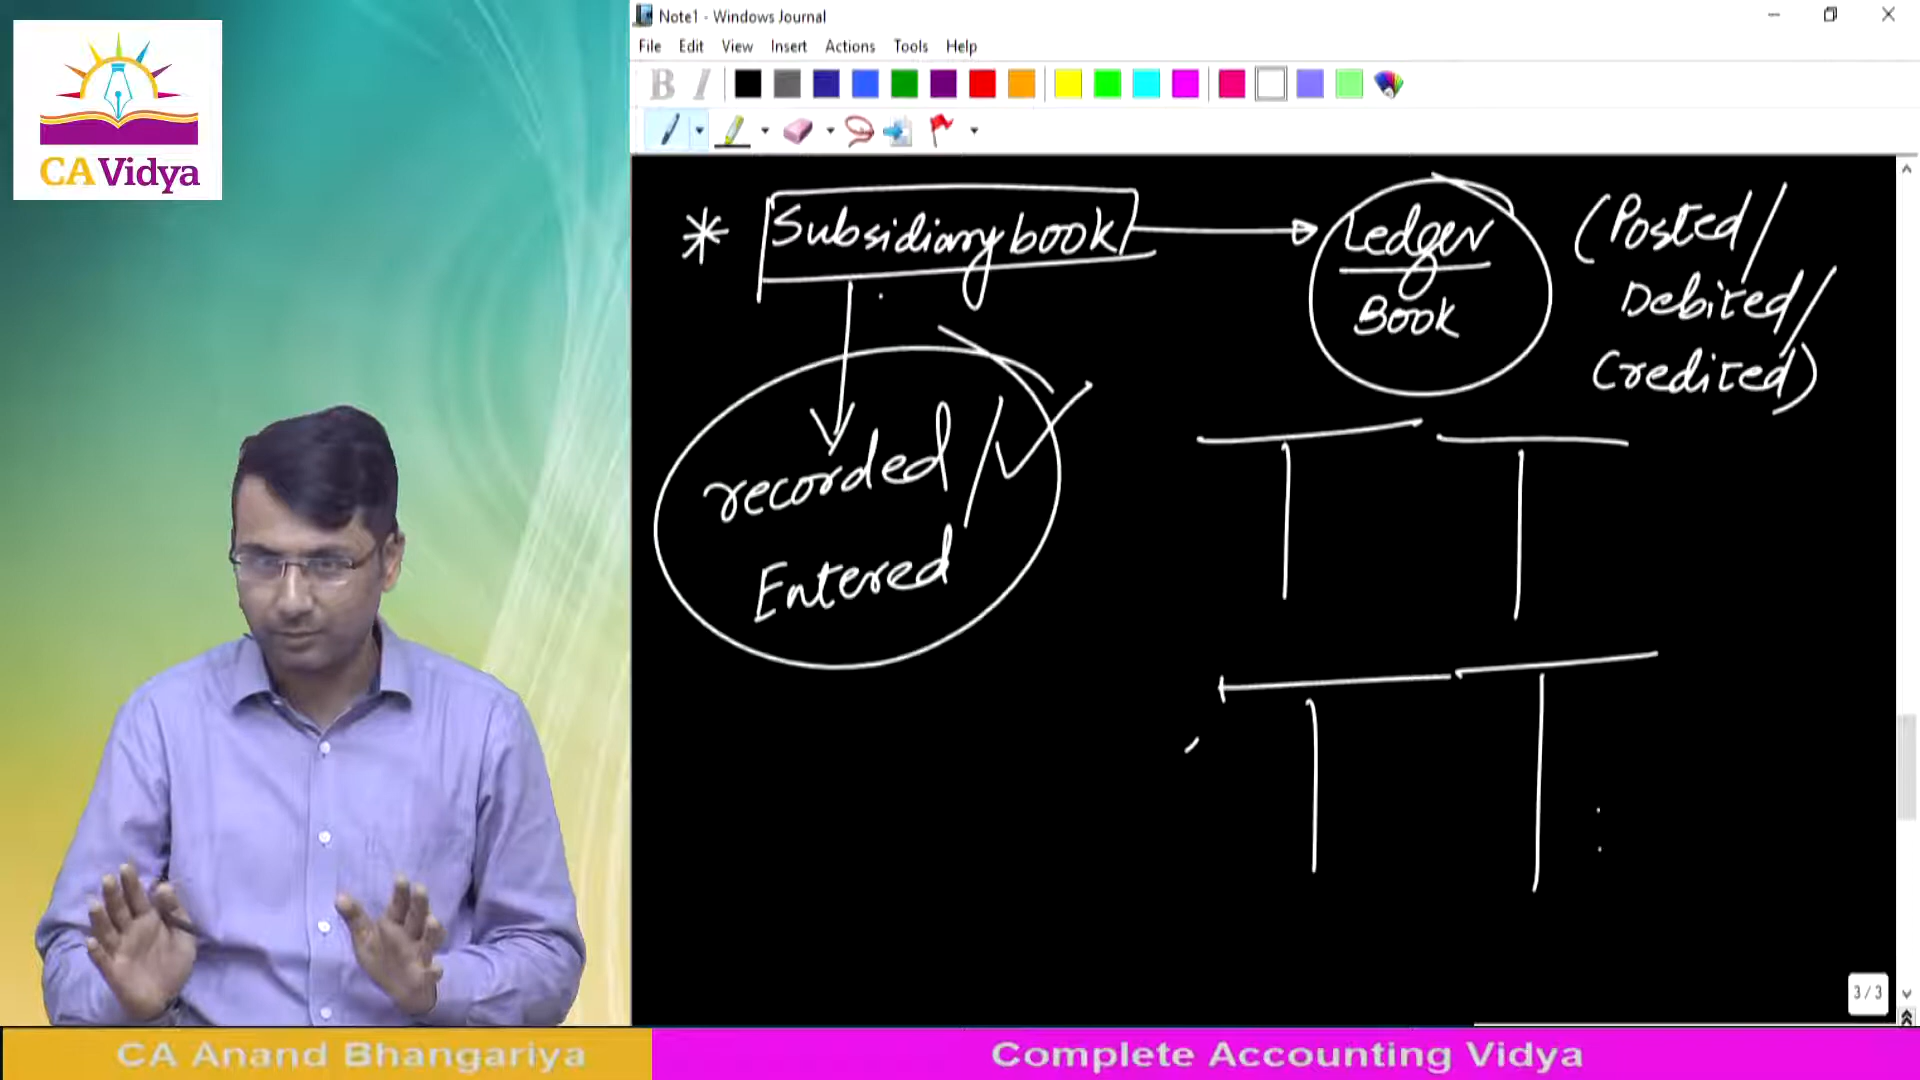 CA Vidya
Note1 - Windows Journal
File Edit View Insert Actions Tools Help
B I
* Subsidiary book
Ledger
Book
(Posted/
Debited/
Credited)
recorded/
Entered
3 / 3
CA Anand Bhangariya
Complete Accounting Vidya